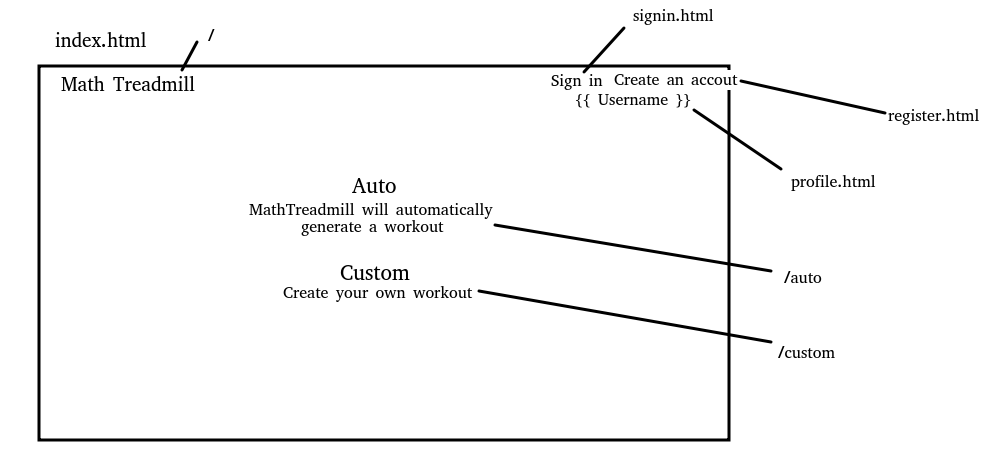 signin.html
index.html
/
Math Treadmill
Sign in Create an accout
{{ Username }}
register.html
profile.html
Auto
MathTreadmill will automatically
generate a workout
/auto
Custom
Create your own workout
/custom